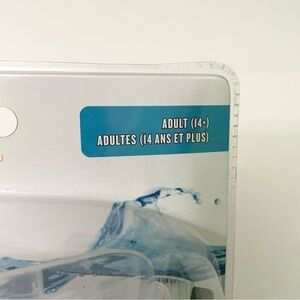 ADULT (14+)
ADULTES (14 ANS ET PLUS)